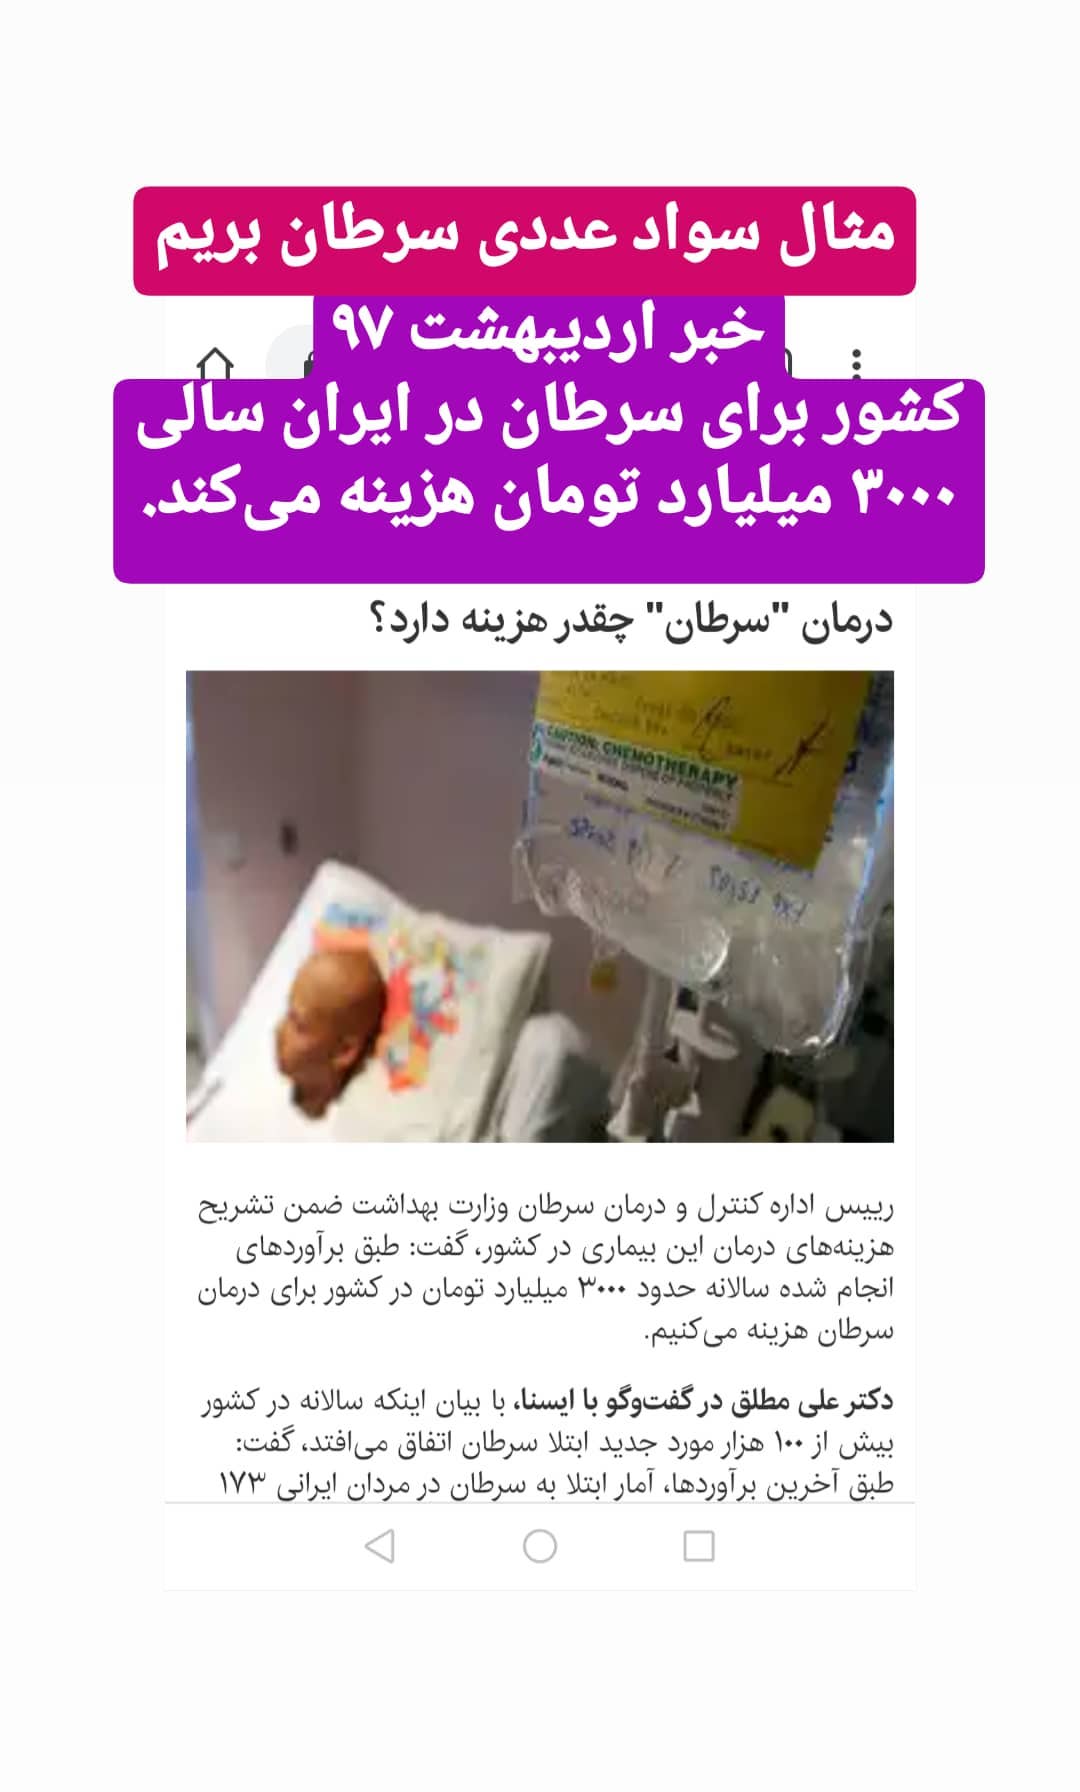 مثال سواد عددی سرطان بریم
خبر اردیبهشت ۹۷
کشور برای سرطان در ایران سالی
۳۰۰۰ میلیارد تومان هزینه می‌کند.
درمان "سرطان" چقدر هزینه دارد؟
CAUTION: CHEMOTHERAPY
رییس اداره کنترل و درمان سرطان وزارت بهداشت ضمن تشریح
هزینه‌های درمان این بیماری در کشور، گفت: طبق برآوردهای
انجام شده سالانه حدود ۳۰۰۰ میلیارد تومان در کشور برای درمان
سرطان هزینه می‌کنیم.
دکتر علی مطلق در گفت‌وگو با ایسنا، با بیان اینکه سالانه در کشور
بیش از ۱۰۰ هزار مورد جدید ابتلا سرطان اتفاق می‌افتد، گفت:
طبق آخرین برآوردها، آمار ابتلا به سرطان در مردان ایرانی ۱۷۳